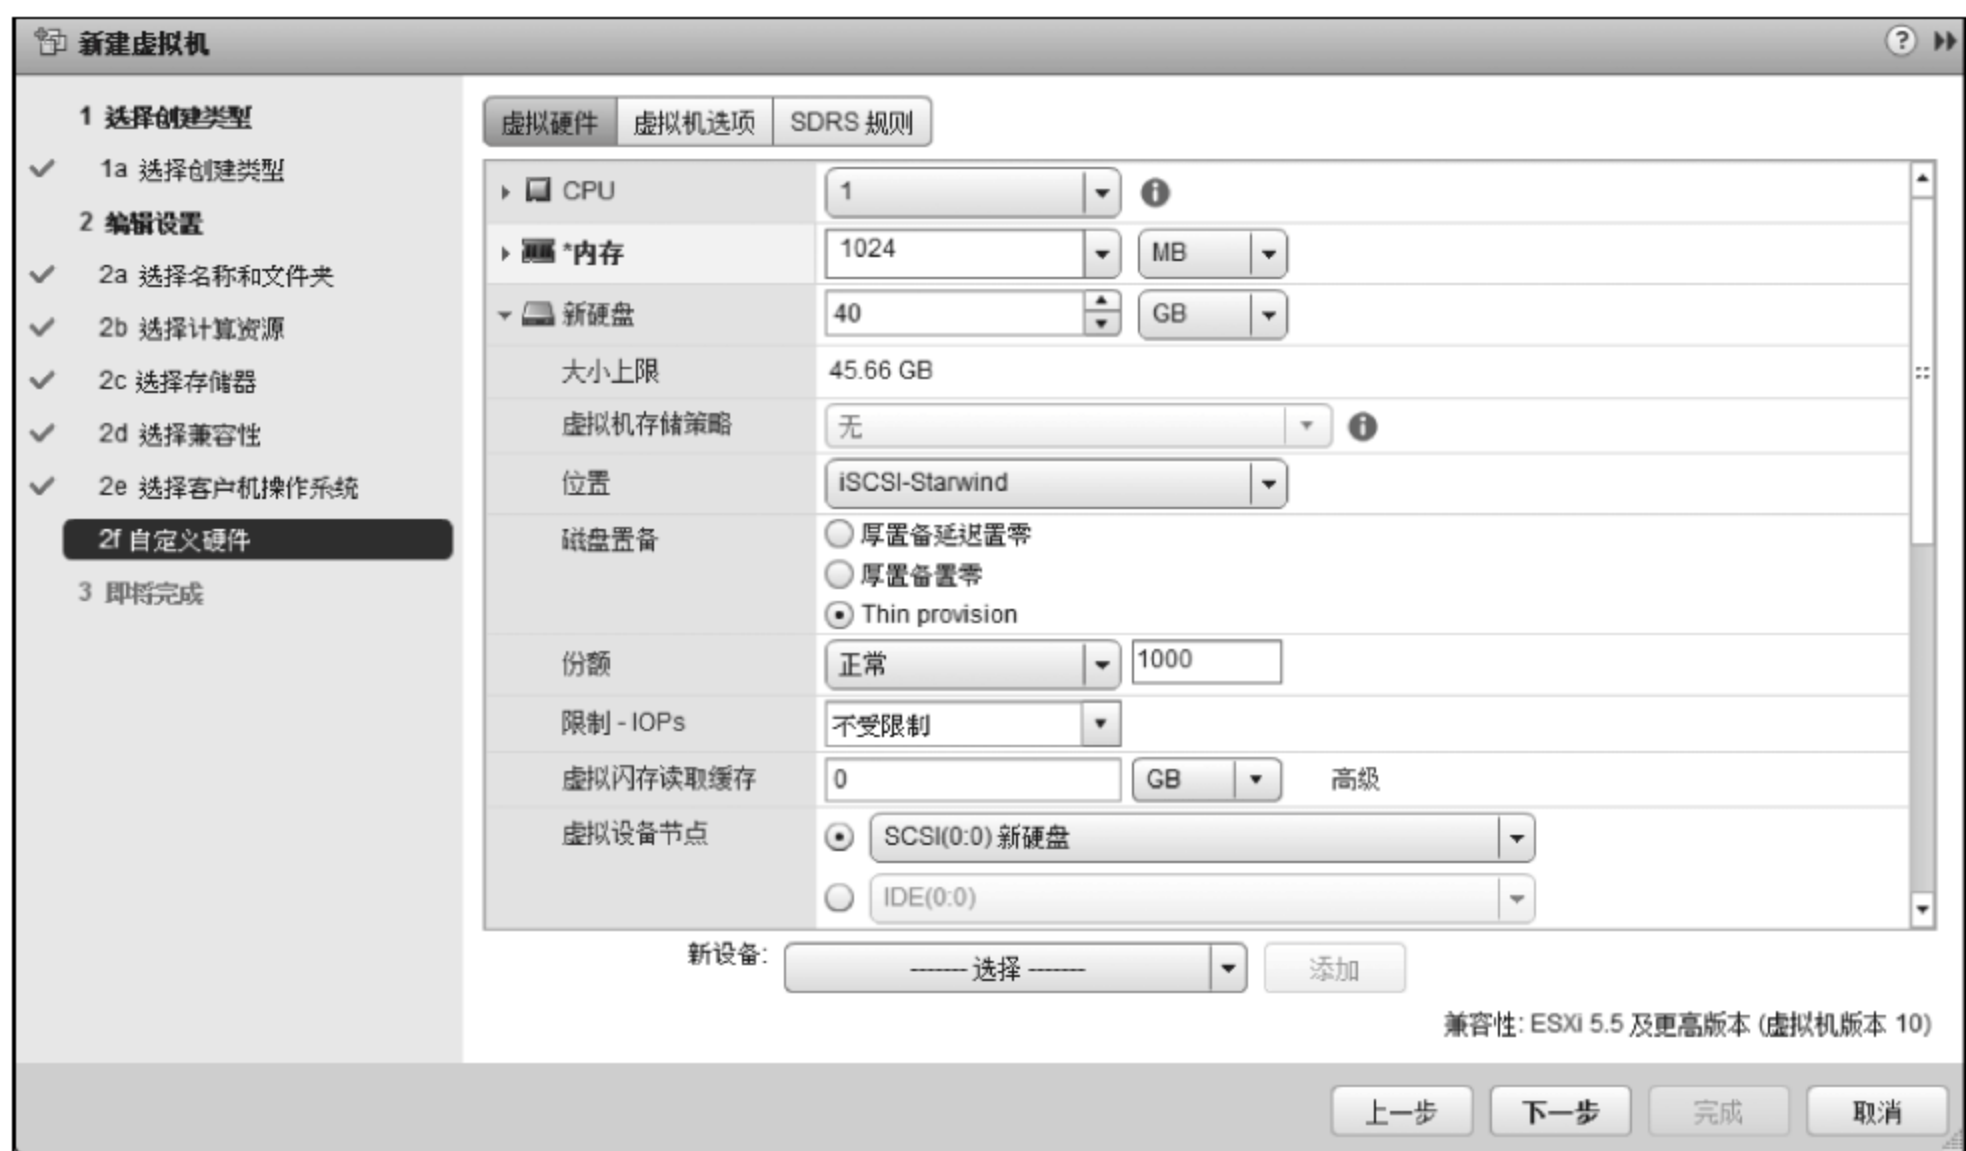 新建虚拟机
1 选择创建类型
1a 选择创建类型
2 编辑设置
2a 选择名称和文件夹
2b 选择计算资源
2c 选择存储器
2d 选择兼容性
2e 选择客户机操作系统
2f 自定义硬件
3 即将完成
虚拟硬件 虚拟机选项 SDRS 规则
CPU 1
*内存 1024 MB
新硬盘 40 GB
大小上限 45.66 GB
虚拟机存储策略 无
位置 iSCSI-Starwind
磁盘置备 厚置备延迟置零
厚置备置零
Thin provision
份额 正常 1000
限制 - IOPs 不受限制
虚拟闪存读取缓存 0 GB 高级
虚拟设备节点 SCSI(0:0) 新硬盘
IDE(0:0)
新设备: ------- 选择 ------- 添加
兼容性: ESXi 5.5 及更高版本 (虚拟机版本 10)
上一步 下一步 完成 取消